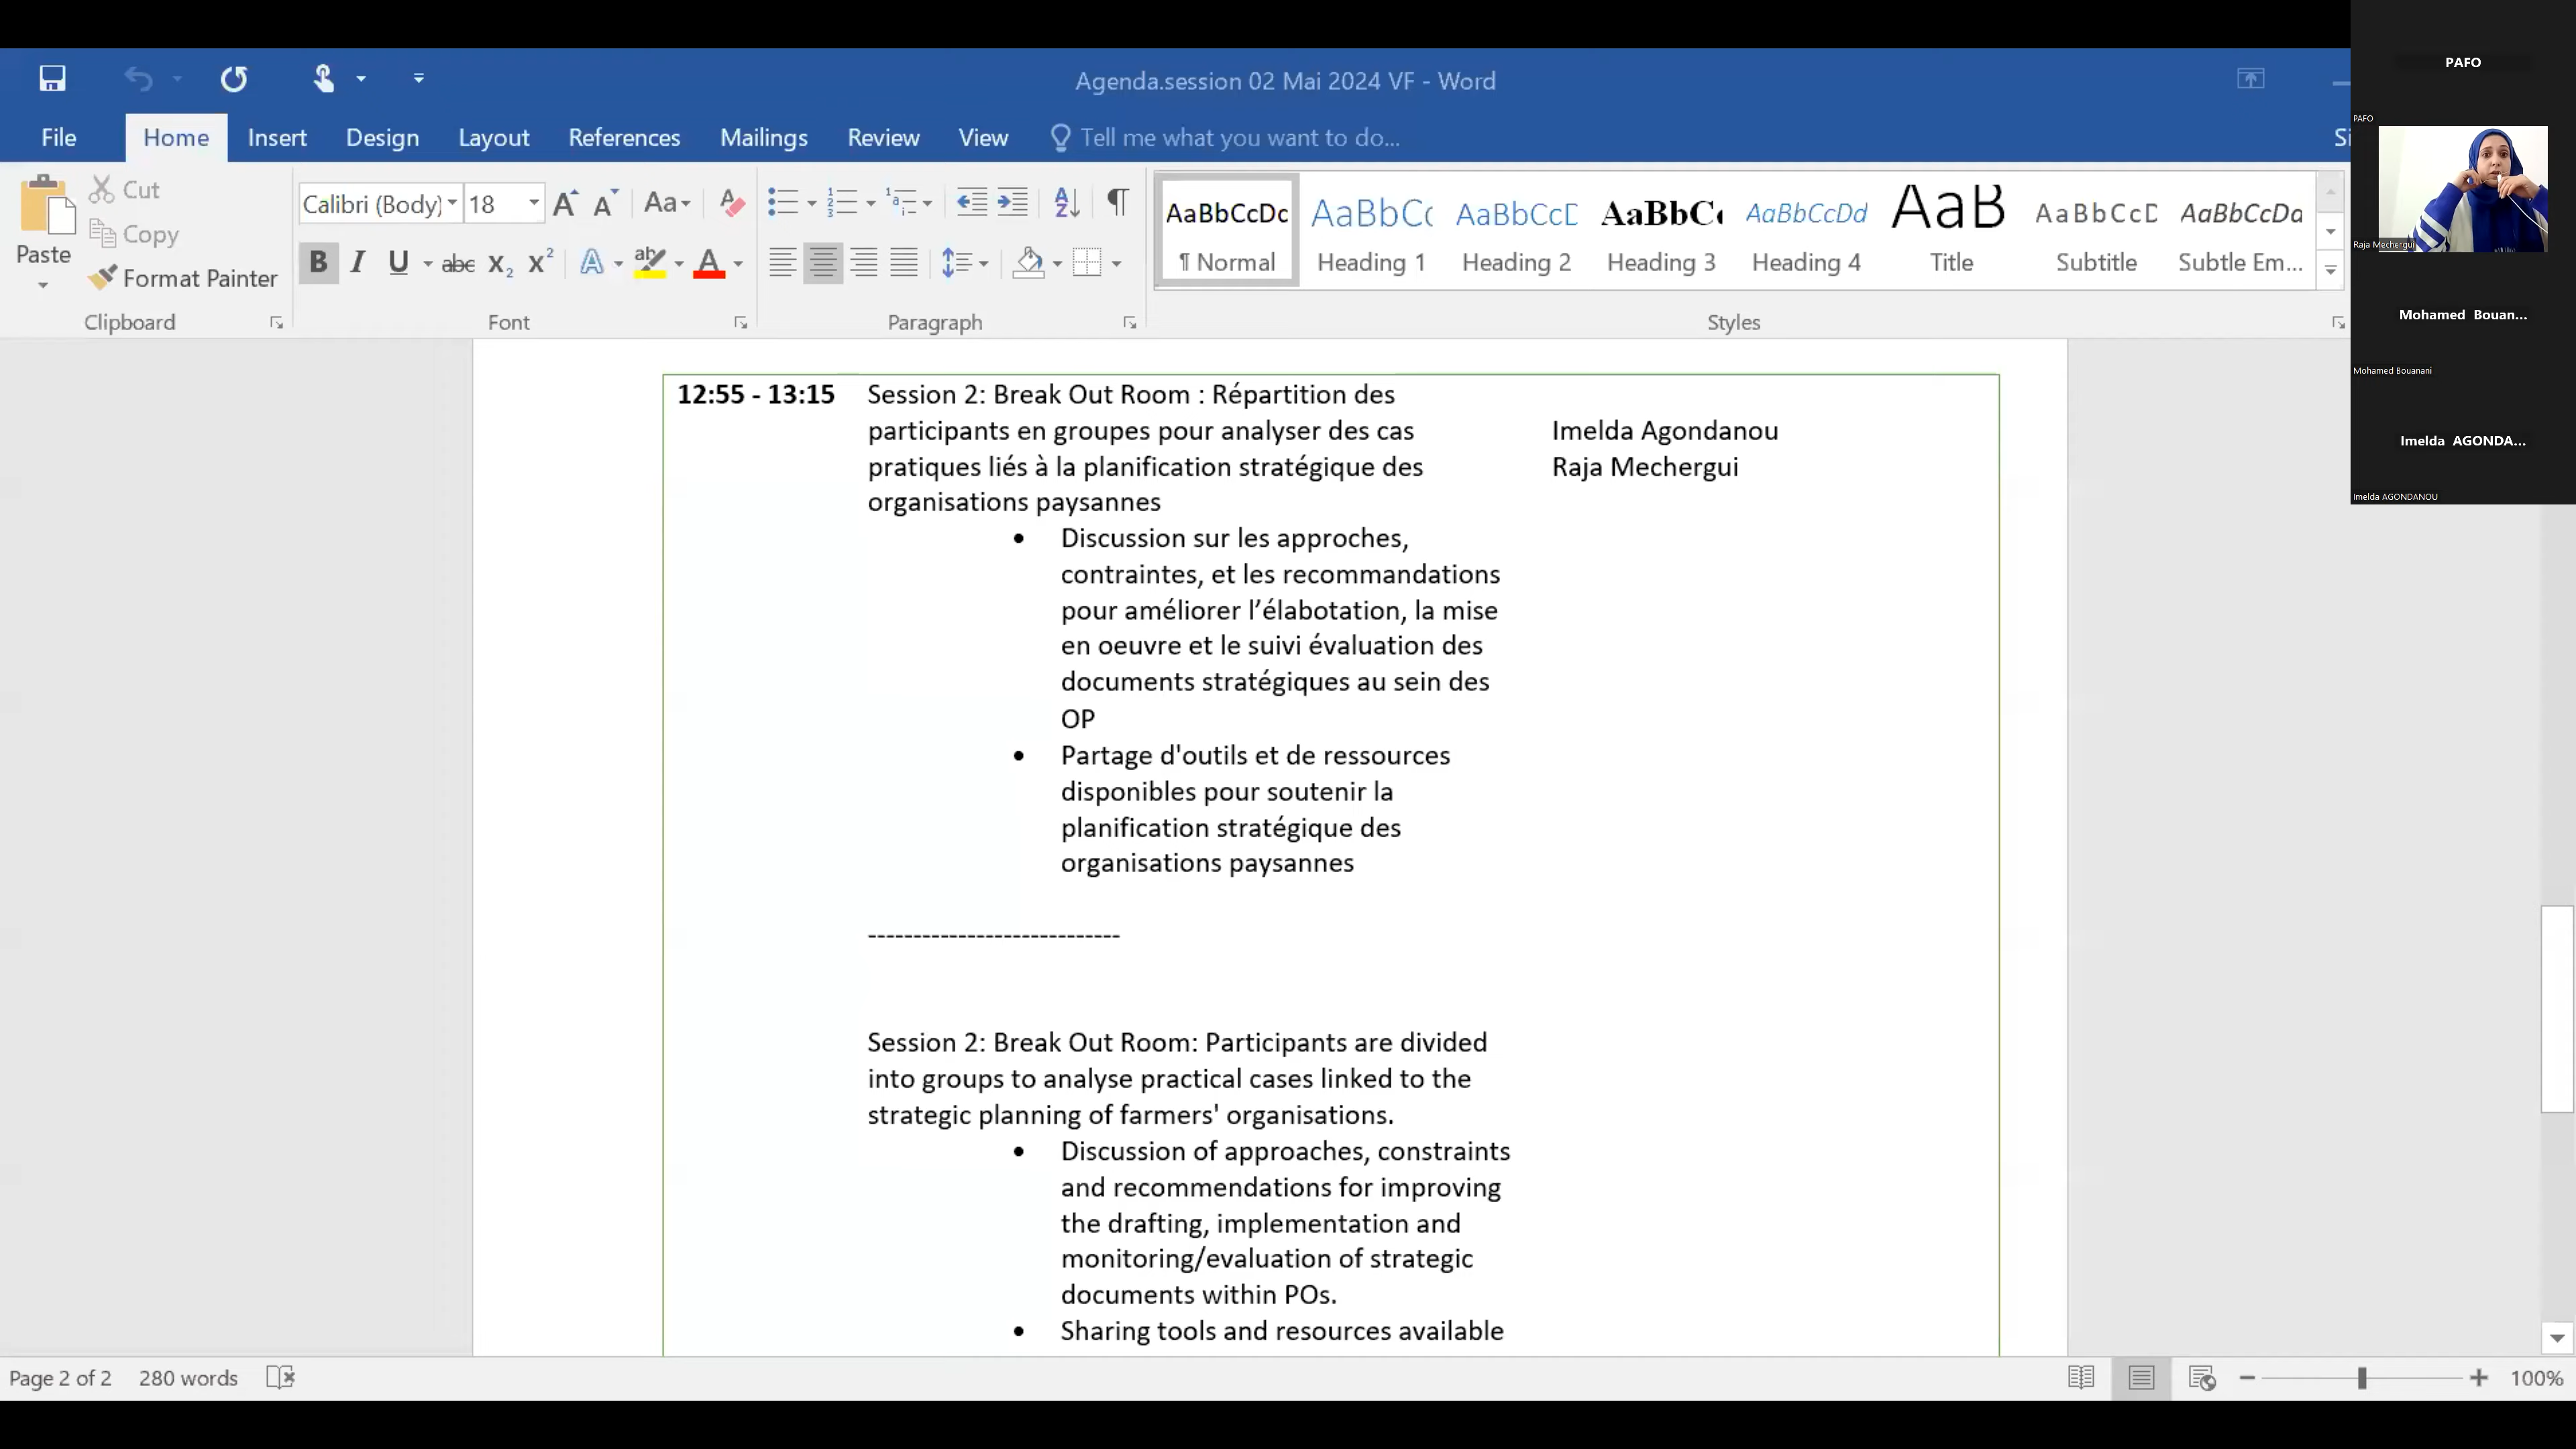 Agenda.session 02 Mai 2024 VF - Word
File Home Insert Design Layout References Mailings Review View Tell me what you want to do...
Paste
Cut
Copy
Format Painter
Clipboard
Calibri (Body) 18
Font
Paragraph
AaBbCcDc AaBbCc AaBbCcD AaBbCc AaBbCcDd AaB AaBbCcD AaBbCcDa
¶ Normal Heading 1 Heading 2 Heading 3 Heading 4 Title Subtitle Subtle Em...
Styles
PAFO
PAFO
Raja Mechergui
Mohamed Bouan...
Mohamed Bouanani
Imelda AGONDA...
Imelda AGONDANOU
12:55 - 13:15
Session 2: Break Out Room : Répartition des
participants en groupes pour analyser des cas
pratiques liés à la planification stratégique des
organisations paysannes
• Discussion sur les approches,
contraintes, et les recommandations
pour améliorer l’élabotation, la mise
en oeuvre et le suivi évaluation des
documents stratégiques au sein des
OP
• Partage d'outils et de ressources
disponibles pour soutenir la
planification stratégique des
organisations paysannes
----------------------------
Session 2: Break Out Room: Participants are divided
into groups to analyse practical cases linked to the
strategic planning of farmers' organisations.
• Discussion of approaches, constraints
and recommendations for improving
the drafting, implementation and
monitoring/evaluation of strategic
documents within POs.
• Sharing tools and resources available
Imelda Agondanou
Raja Mechergui
Page 2 of 2 280 words
100%